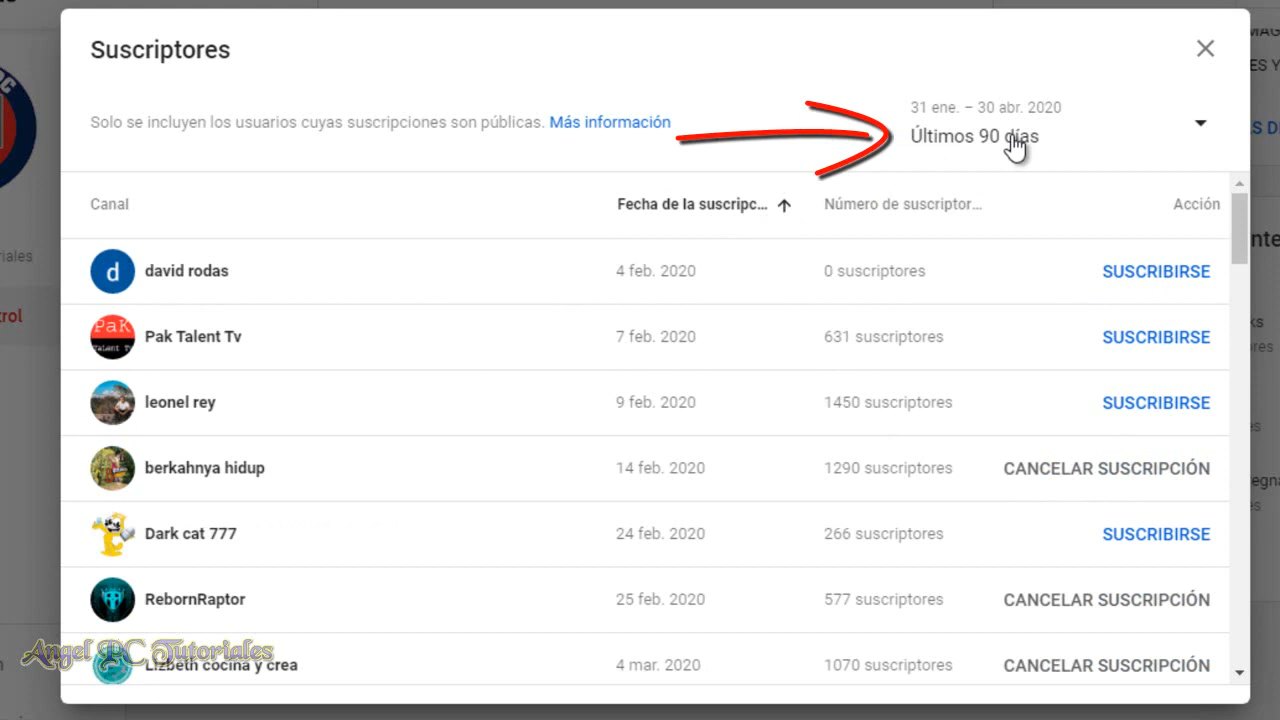 Suscriptores
Solo se incluyen los usuarios cuyas suscripciones son públicas. Más información
31 ene. – 30 abr. 2020
Últimos 90 días
Canal Fecha de la suscripc... Número de suscriptor... Acción
d david rodas 4 feb. 2020 0 suscriptores SUSCRIBIRSE
PaK Talent Tv Pak Talent Tv 7 feb. 2020 631 suscriptores SUSCRIBIRSE
leonel rey 9 feb. 2020 1450 suscriptores SUSCRIBIRSE
berkahnya hidup 14 feb. 2020 1290 suscriptores CANCELAR SUSCRIPCIÓN
Dark cat 777 24 feb. 2020 266 suscriptores SUSCRIBIRSE
RebornRaptor 25 feb. 2020 577 suscriptores CANCELAR SUSCRIPCIÓN
Angel PC Tutoriales
Lizbeth cocina y crea 4 mar. 2020 1070 suscriptores CANCELAR SUSCRIPCIÓN